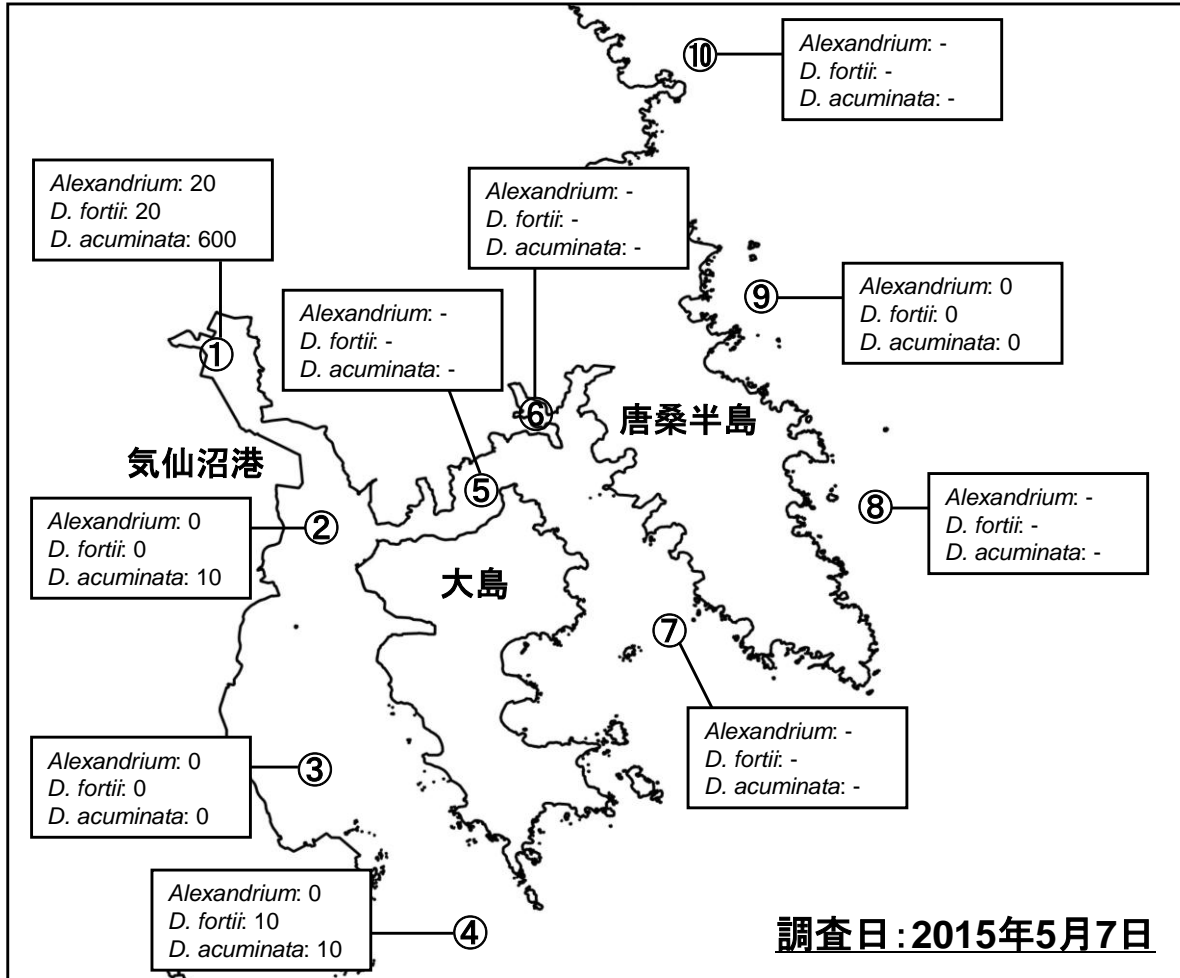 ⑩
Alexandrium: -
D. fortii: -
D. acuminata: -
Alexandrium: 20
D. fortii: 20
D. acuminata: 600
①
Alexandrium: -
D. fortii: -
D. acuminata: -
⑥
Alexandrium: -
D. fortii: -
D. acuminata: -
⑤
⑨
Alexandrium: 0
D. fortii: 0
D. acuminata: 0
唐桑半島
気仙沼港
Alexandrium: 0
D. fortii: 0
D. acuminata: 10
②
⑧
Alexandrium: -
D. fortii: -
D. acuminata: -
大島
⑦
Alexandrium: -
D. fortii: -
D. acuminata: -
Alexandrium: 0
D. fortii: 0
D. acuminata: 0
③
Alexandrium: 0
D. fortii: 10
D. acuminata: 10
④
調査日:2015年5月7日